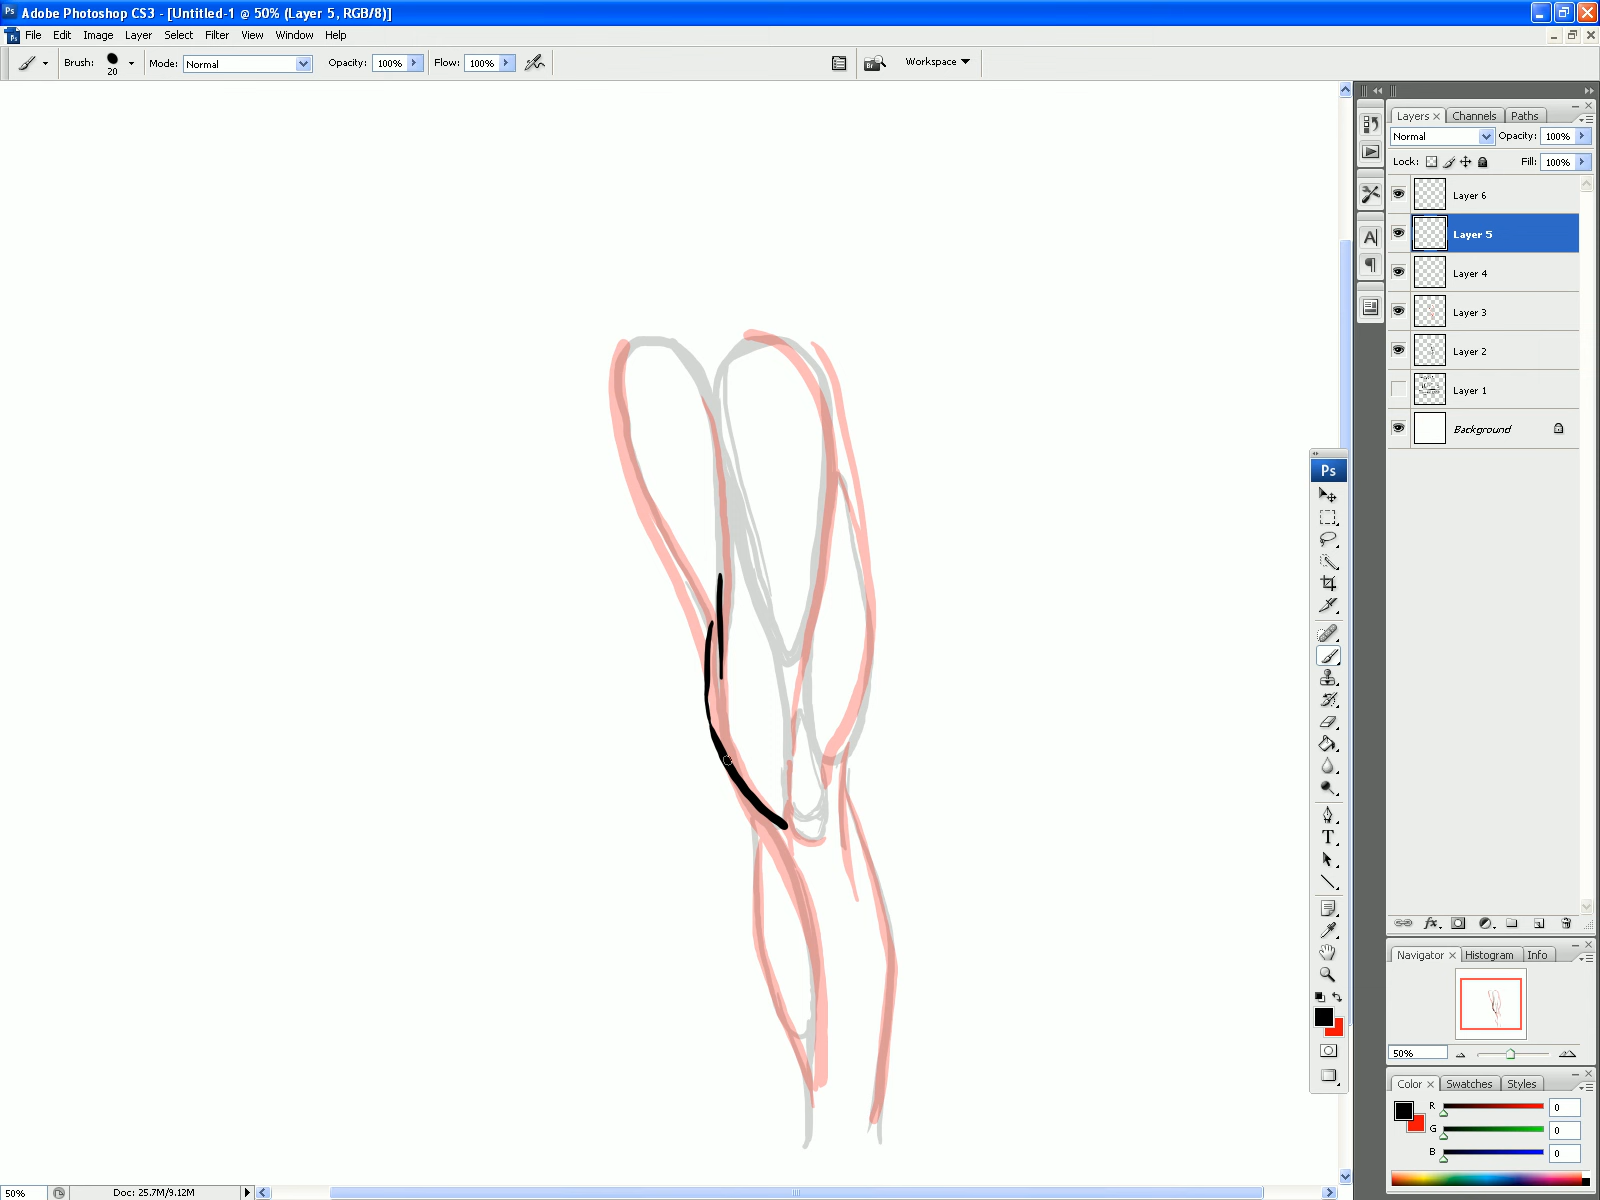 Adobe Photoshop CS3 - [Untitled-1 @ 50% (Layer 5, RGB/8)]
File Edit Image Layer Select Filter View Window Help
Brush: 20 Mode: Normal Opacity: 100% Flow: 100% Workspace
Layers Channels Paths
Normal Opacity: 100%
Lock: Fill: 100%
Layer 6
Layer 5
Layer 4
Layer 3
Layer 2
Layer 1
Background
Ps
T
Navigator Histogram Info
50%
Color Swatches Styles
R 0
G 0
B 0
50% Doc: 25.7M/9.12M